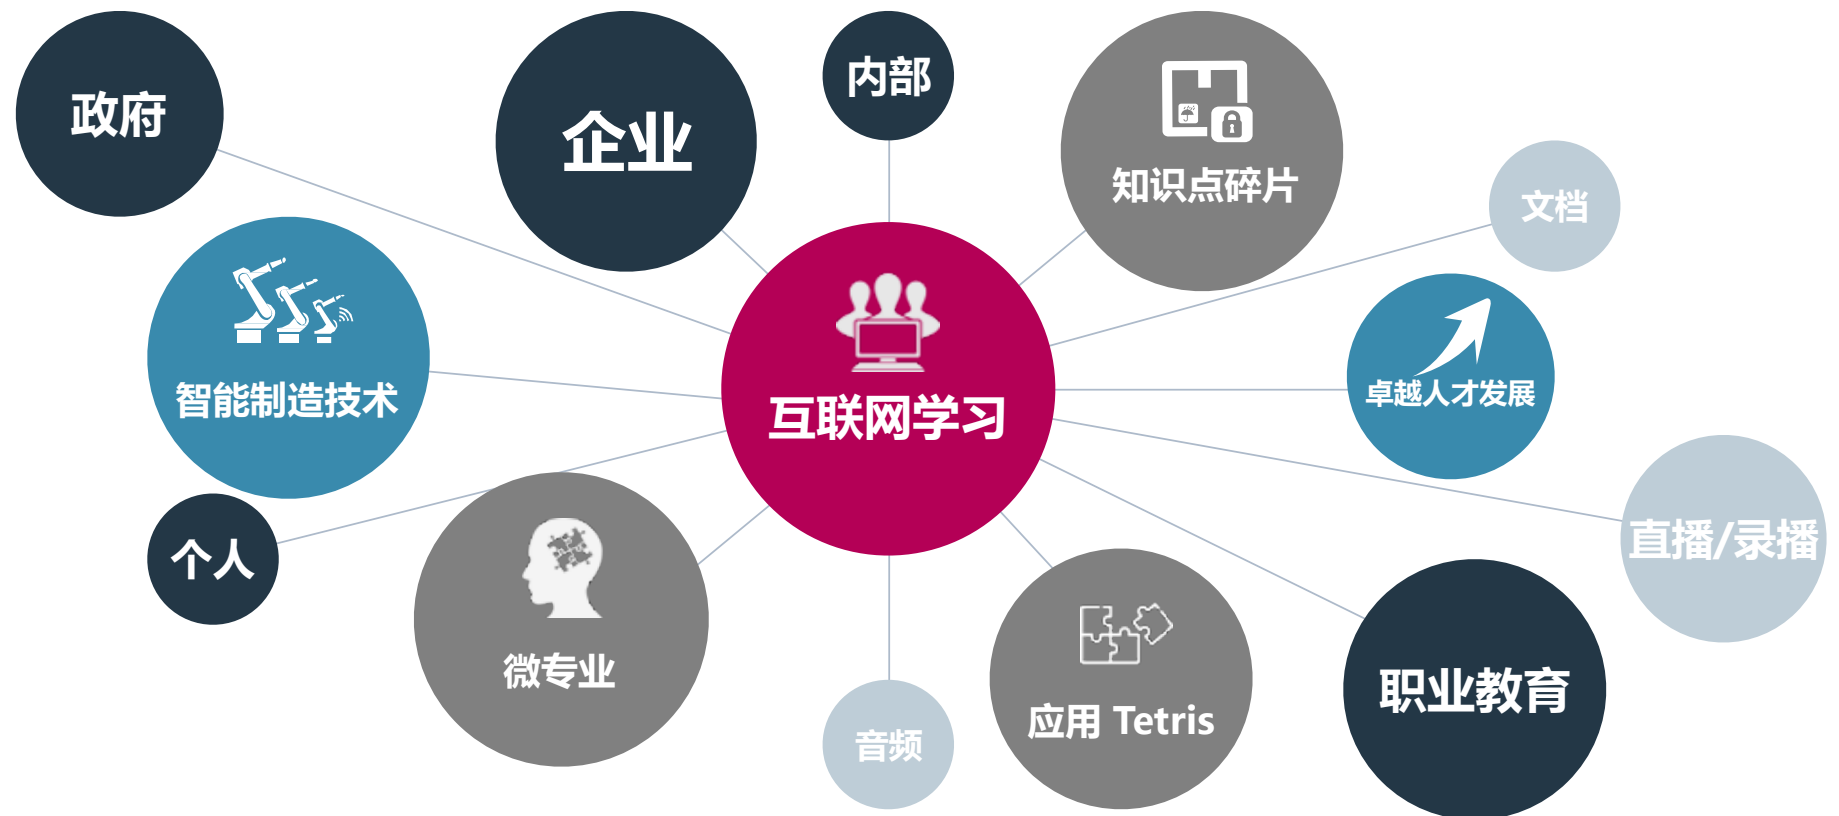 政府
企业
内部
知识点碎片
文档
智能制造技术
互联网学习
卓越人才发展
个人
微专业
音频
应用 Tetris
职业教育
直播/录播